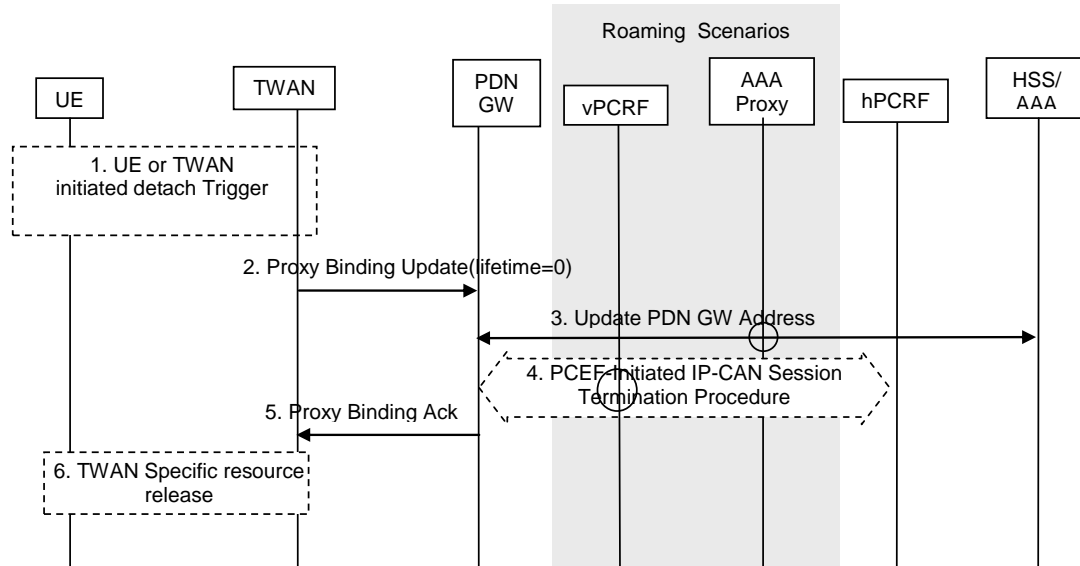 Roaming Scenarios
UE
TWAN
PDN
GW
vPCRF
AAA
Proxy
hPCRF
HSS/
AAA
1. UE or TWAN
initiated detach Trigger
2. Proxy Binding Update(lifetime=0)
3. Update PDN GW Address
4. PCEF-Initiated IP-CAN Session
Termination Procedure
5. Proxy Binding Ack
6. TWAN Specific resource
release